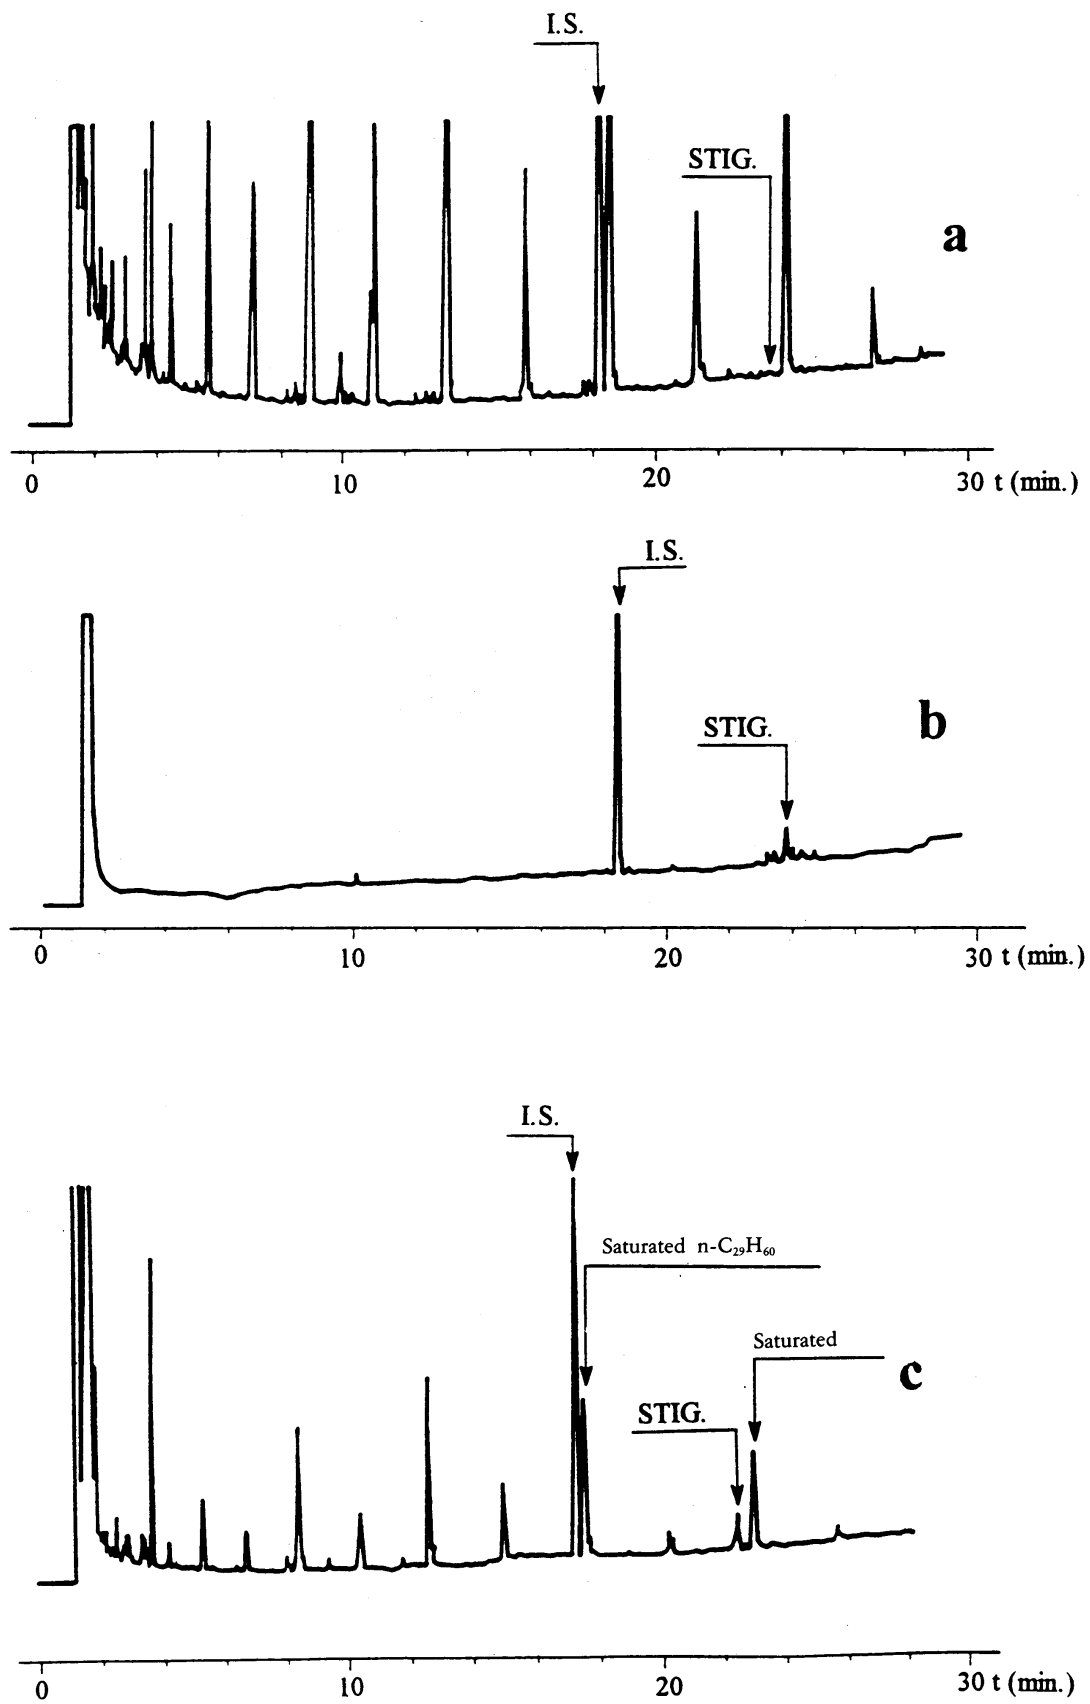 I.S.
STIG.
a
0 10 20 30 t (min.)
I.S.
STIG.
b
0 10 20 30 t (min.)
I.S.
Saturated n-C₂₉H₆₀
Saturated
STIG.
c
0 10 20 30 t (min.)